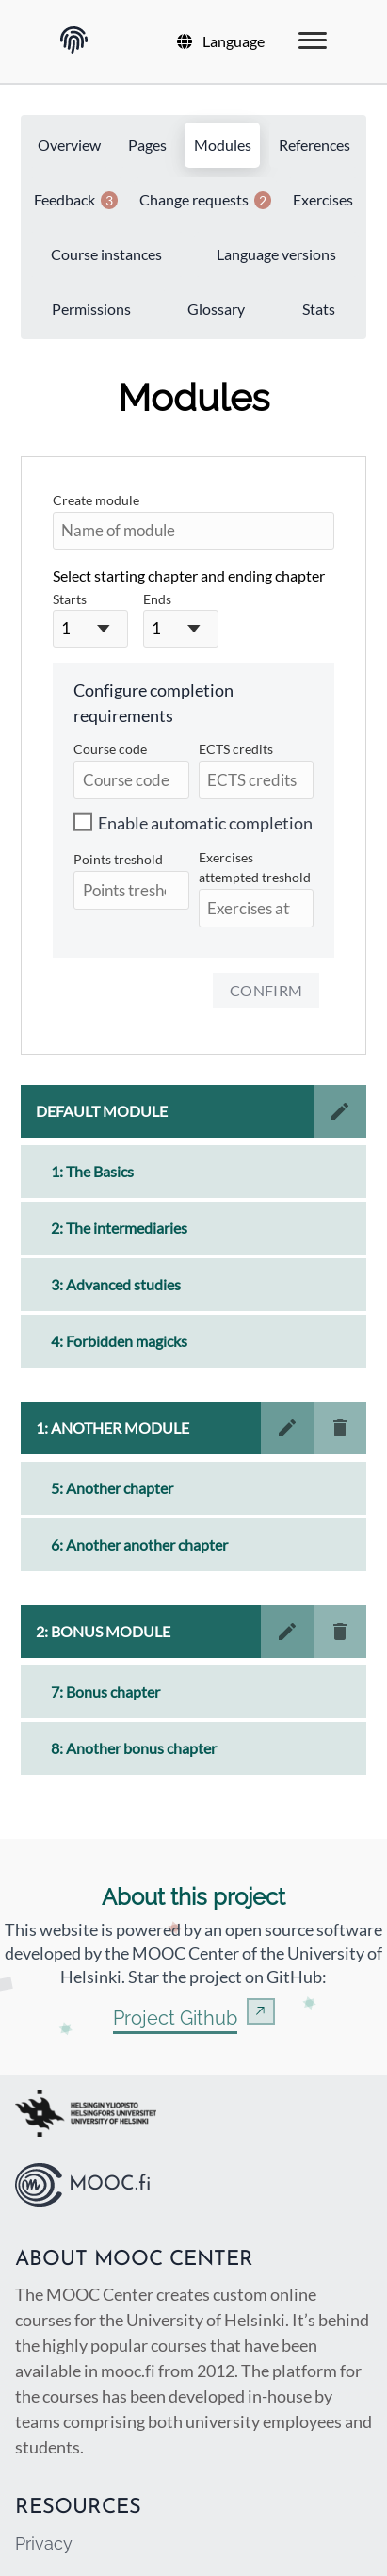 Language
Overview Pages Modules References
Feedback 3 Change requests 2 Exercises
Course instances Language versions
Permissions Glossary Stats
Modules
Create module
Name of module
Select starting chapter and ending chapter
Starts Ends
1 1
Configure completion
requirements
Course code ECTS credits
Course code ECTS credits
Enable automatic completion
Points treshold Exercises
attempted treshold
Points tresho Exercises at
CONFIRM
DEFAULT MODULE
1: The Basics
2: The intermediaries
3: Advanced studies
4: Forbidden magicks
1: ANOTHER MODULE
5: Another chapter
6: Another another chapter
2: BONUS MODULE
7: Bonus chapter
8: Another bonus chapter
About this project
This website is powered by an open source software
developed by the MOOC Center of the University of
Helsinki. Star the project on GitHub:
Project Github
HELSINGIN YLIOPISTO
HELSINGFORS UNIVERSITET
UNIVERSITY OF HELSINKI
MOOC.fi
ABOUT MOOC CENTER
The MOOC Center creates custom online
courses for the University of Helsinki. It’s behind
the highly popular courses that have been
available in mooc.fi from 2012. The platform for
the courses has been developed in-house by
teams comprising both university employees and
students.
RESOURCES
Privacy